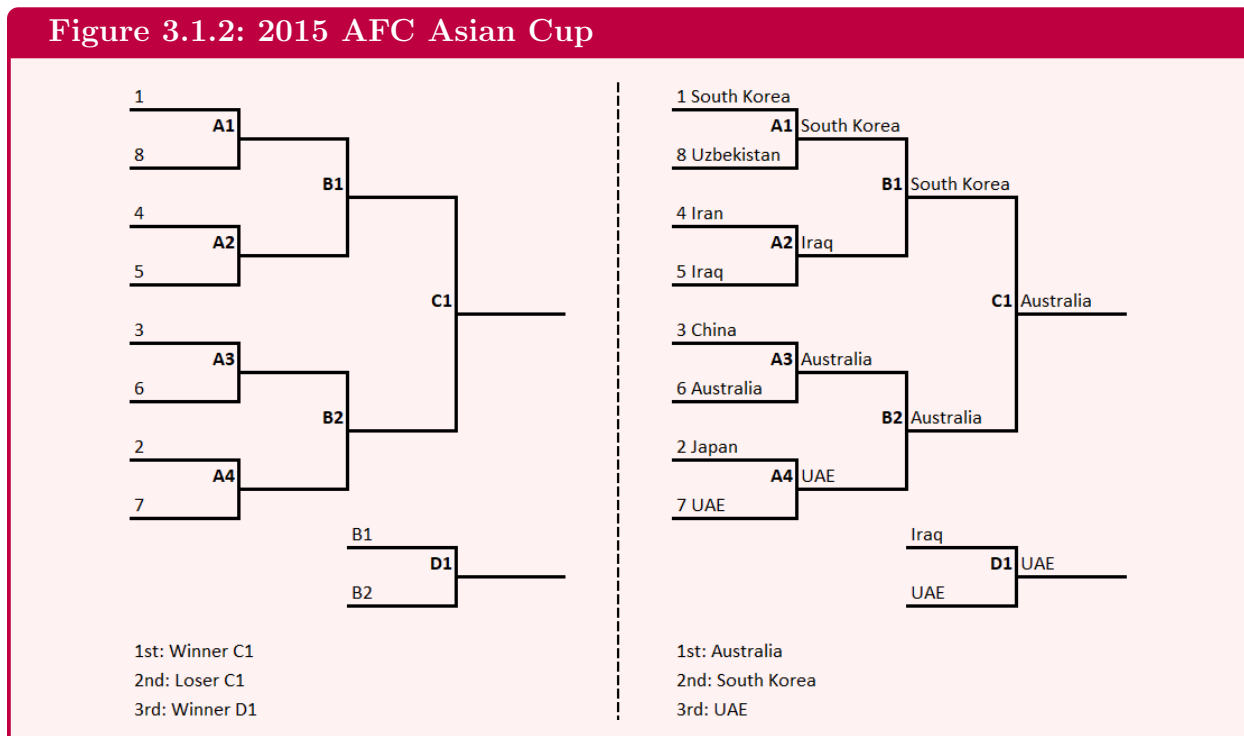 Figure 3.1.2: 2015 AFC Asian Cup
1
A1
8
B1
4
A2
5
C1
3
A3
6
B2
2
A4
7
B1
D1
B2
1st: Winner C1
2nd: Loser C1
3rd: Winner D1
1 South Korea
A1 South Korea
8 Uzbekistan
B1 South Korea
4 Iran
A2 Iraq
5 Iraq
C1 Australia
3 China
A3 Australia
6 Australia
B2 Australia
2 Japan
A4 UAE
7 UAE
Iraq
D1 UAE
UAE
1st: Australia
2nd: South Korea
3rd: UAE